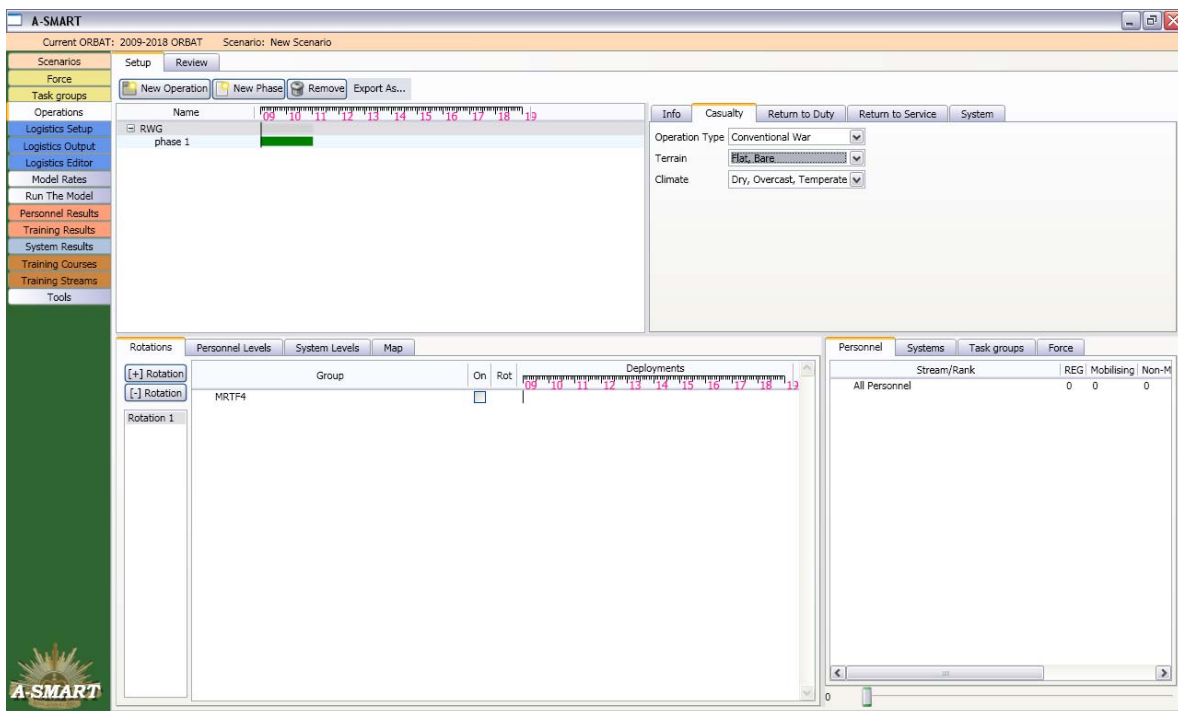 A-SMART
Current ORBAT: 2009-2018 ORBAT Scenario: New Scenario
Scenarios
Force
Task groups
Operations
Logistics Setup
Logistics Output
Logistics Editor
Model Rates
Run The Model
Personnel Results
Training Results
System Results
Training Courses
Training Streams
Tools
Setup Review
New Operation New Phase Remove Export As...
Name 09 10 11 12 13 14 15 16 17 18 19
RWG
phase 1
Info Casualty Return to Duty Return to Service System
Operation Type Conventional War
Terrain Flat, Bare
Climate Dry, Overcast, Temperate
Rotations Personnel Levels System Levels Map
[+] Rotation
[-] Rotation
Rotation 1
Group On Rot Deployments
09 10 11 12 13 14 15 16 17 18 19
MRTF4
Personnel Systems Task groups Force
Stream/Rank REG Mobilising Non-M
All Personnel 0 0 0
0
A-SMART